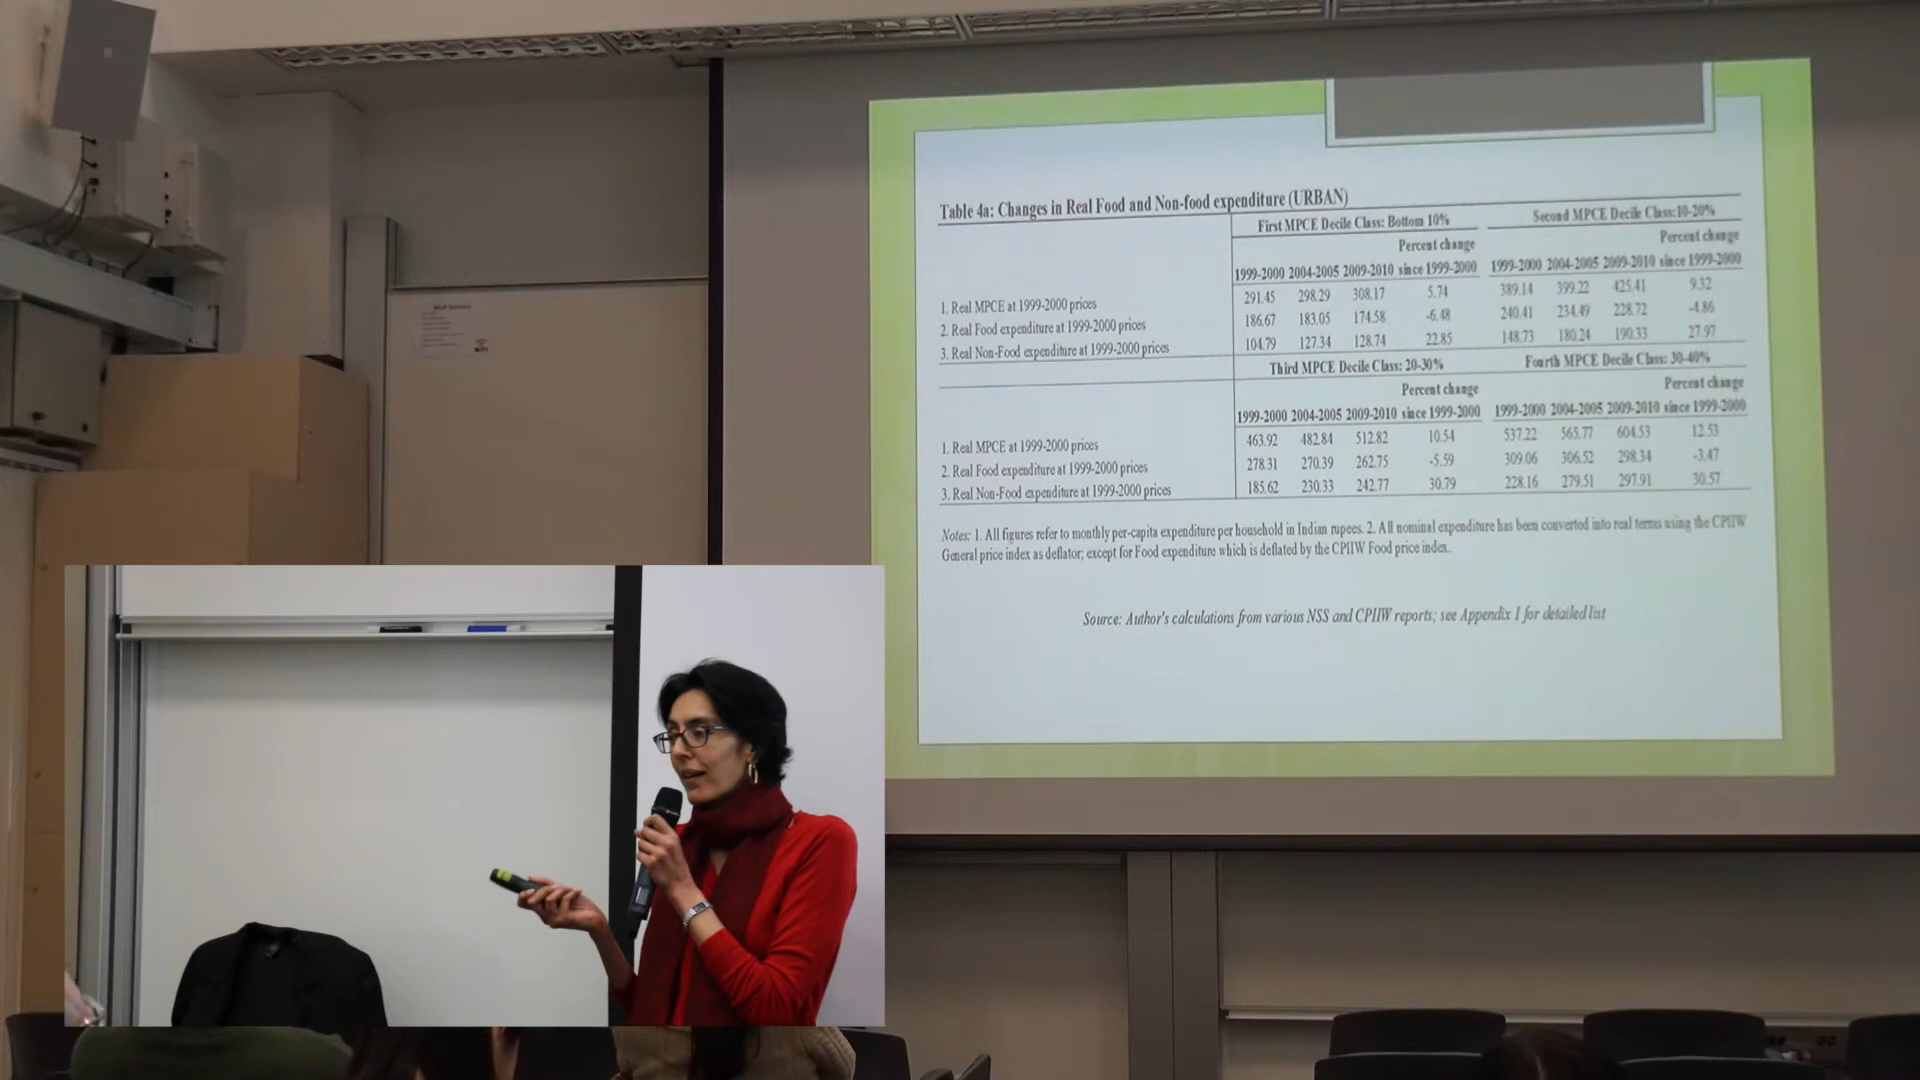 Table 4a: Changes in Real Food and Non-food expenditure (URBAN)
First MPCE Decile Class: Bottom 10% Second MPCE Decile Class:10-20%
Percent change Percent change
1999-2000 2004-2005 2009-2010 since 1999-2000 1999-2000 2004-2005 2009-2010 since 1999-2000
1. Real MPCE at 1999-2000 prices 291.45 298.29 308.17 5.74 389.14 399.22 425.41 9.32
2. Real Food expenditure at 1999-2000 prices 186.67 183.05 174.58 -6.48 240.41 234.49 228.72 -4.86
3. Real Non-Food expenditure at 1999-2000 prices 104.79 127.34 128.74 22.85 148.73 180.24 190.33 27.97
Third MPCE Decile Class: 20-30% Fourth MPCE Decile Class: 30-40%
Percent change Percent change
1999-2000 2004-2005 2009-2010 since 1999-2000 1999-2000 2004-2005 2009-2010 since 1999-2000
1. Real MPCE at 1999-2000 prices 463.92 482.84 512.82 10.54 537.22 565.77 604.53 12.53
2. Real Food expenditure at 1999-2000 prices 278.31 270.39 262.75 -5.59 309.06 306.52 298.34 -3.47
3. Real Non-Food expenditure at 1999-2000 prices 185.62 230.33 242.77 30.79 228.16 279.51 297.91 30.57
Notes: 1. All figures refer to monthly per-capita expenditure per household in Indian rupees. 2. All nominal expenditure has been converted into real terms using the CPIIW
General price index as deflator; except for Food expenditure which is deflated by the CPIIW Food price index.
Source: Author's calculations from various NSS and CPIIW reports; see Appendix 1 for detailed list